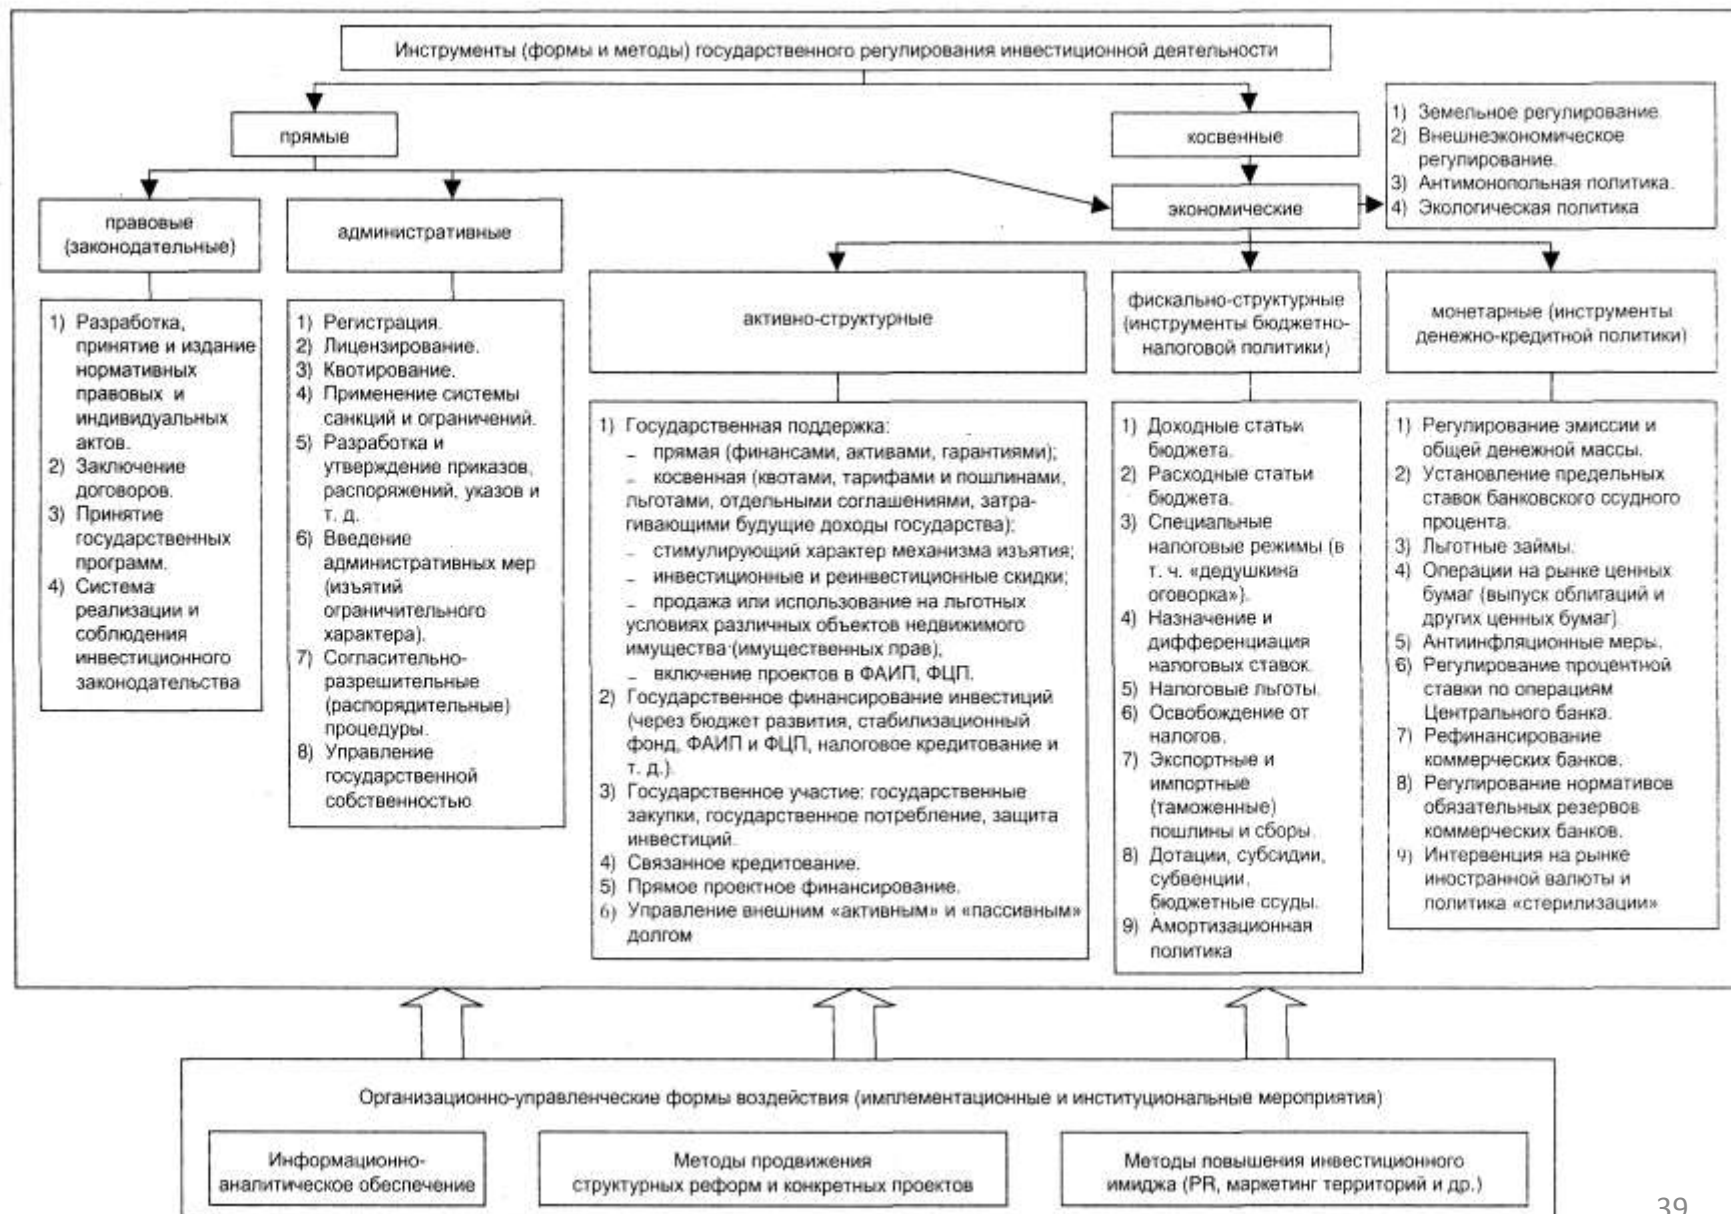 Инструменты (формы и методы) государственного регулирования инвестиционной деятельности
прямые
косвенные
1) Земельное регулирование.
2) Внешнеэкономическое
регулирование.
3) Антимонопольная политика.
4) Экологическая политика
правовые
(законодательные)
административные
экономические
активно-структурные
фискально-структурные
(инструменты бюджетно-
налоговой политики)
монетарные (инструменты
денежно-кредитной политики)
1) Разработка,
принятие и издание
нормативных
правовых и
индивидуальных
актов.
2) Заключение
договоров.
3) Принятие
государственных
программ.
4) Система
реализации и
соблюдения
инвестиционного
законодательства
1) Регистрация.
2) Лицензирование.
3) Квотирование.
4) Применение системы
санкций и ограничений.
5) Разработка и
утверждение приказов,
распоряжений, указов и
т. д.
6) Введение
административных мер
(изъятий
ограничительного
характера).
7) Согласительно-
разрешительные
(распорядительные)
процедуры.
8) Управление
государственной
собственностью
1) Государственная поддержка:
– прямая (финансами, активами, гарантиями);
– косвенная (квотами, тарифами и пошлинами,
льготами, отдельными соглашениями, затра-
гивающими будущие доходы государства):
– стимулирующий характер механизма изъятия;
– инвестиционные и реинвестиционные скидки;
– продажа или использование на льготных
условиях различных объектов недвижимого
имущества (имущественных прав);
– включение проектов в ФАИП, ФЦП.
2) Государственное финансирование инвестиций
(через бюджет развития, стабилизационный
фонд, ФАИП и ФЦП, налоговое кредитование и
т. д.).
3) Государственное участие: государственные
закупки, государственное потребление, защита
инвестиций.
4) Связанное кредитование.
5) Прямое проектное финансирование.
6) Управление внешним «активным» и «пассивным»
долгом
1) Доходные статьи
бюджета.
2) Расходные статьи
бюджета.
3) Специальные
налоговые режимы (в
т. ч. «дедушкина
оговорка»).
4) Назначение и
дифференциация
налоговых ставок.
5) Налоговые льготы.
6) Освобождение от
налогов.
7) Экспортные и
импортные
(таможенные)
пошлины и сборы.
8) Дотации, субсидии,
субвенции,
бюджетные ссуды.
9) Амортизационная
политика
1) Регулирование эмиссии и
общей денежной массы.
2) Установление предельных
ставок банковского ссудного
процента.
3) Льготные займы.
4) Операции на рынке ценных
бумаг (выпуск облигаций и
других ценных бумаг).
5) Антиинфляционные меры.
6) Регулирование процентной
ставки по операциям
Центрального банка.
7) Рефинансирование
коммерческих банков.
8) Регулирование нормативов
обязательных резервов
коммерческих банков.
9) Интервенция на рынке
иностранной валюты и
политика «стерилизации»
Организационно-управленческие формы воздействия (имплементационные и институциональные мероприятия)
Информационно-
аналитическое обеспечение
Методы продвижения
структурных реформ и конкретных проектов
Методы повышения инвестиционного
имиджа (PR, маркетинг территорий и др.)
39